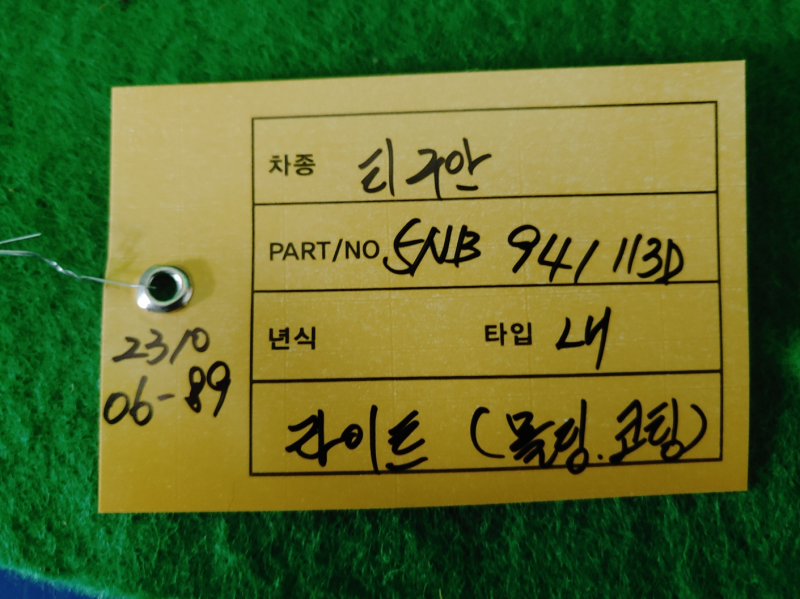 차종 티구안
PART/NO 5NB 941 113D
년식 타입 LH
라이트 (몰딩.코팅)
2310
06-89